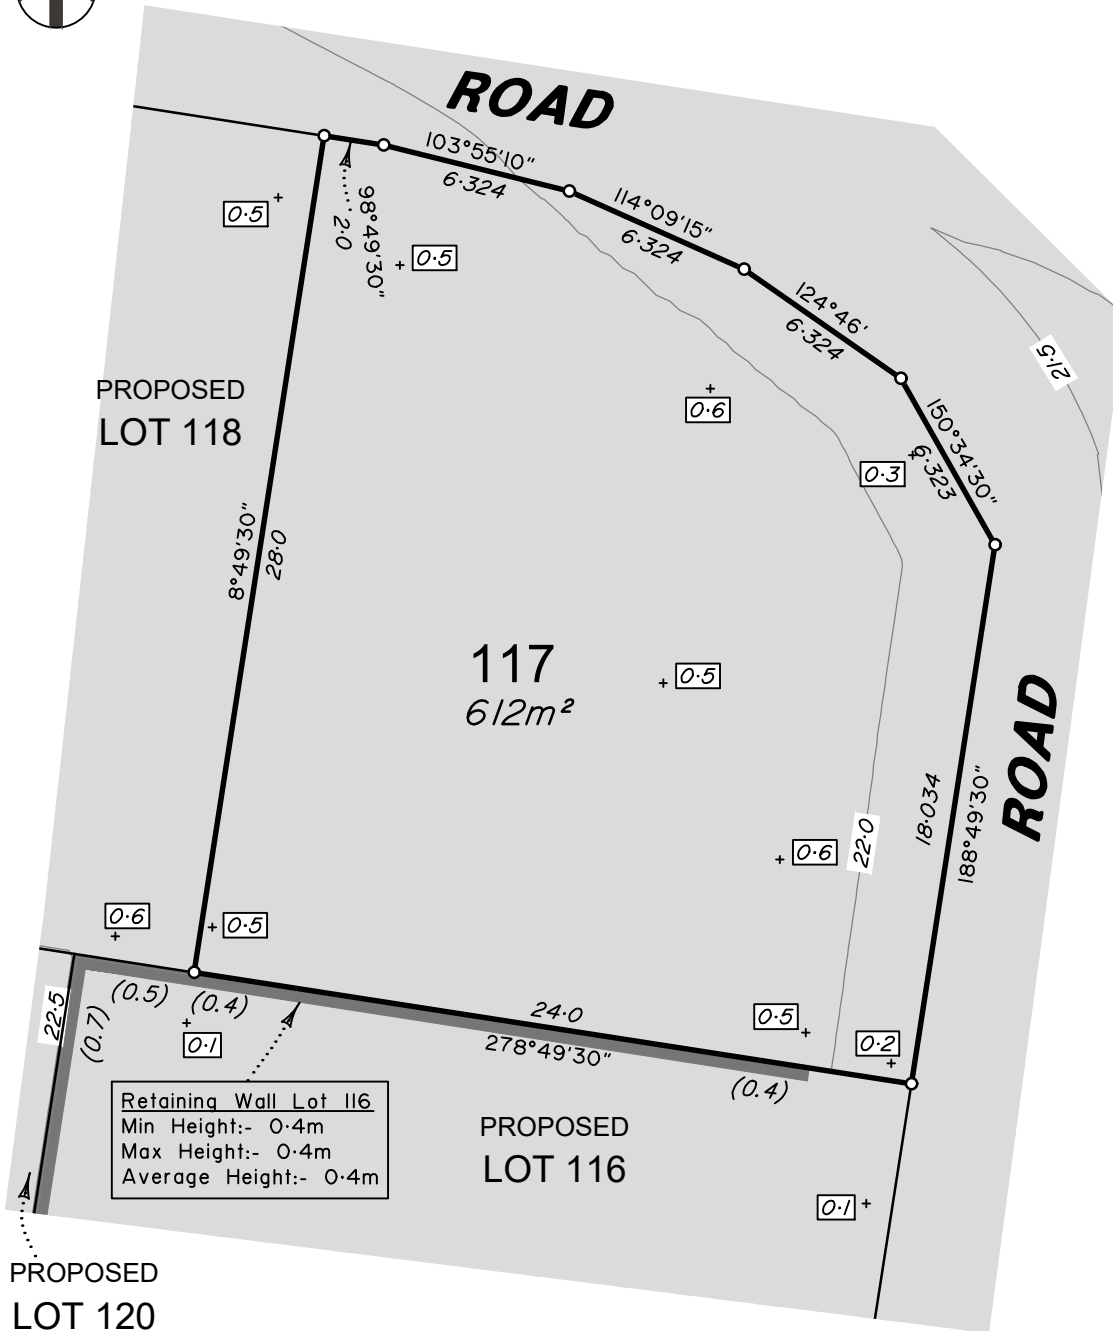 ROAD
103°55'10"
6·324
114°09'15"
6·324
98°49'30"
2·0
0·5
0·5
124°46'
6·324
21·5
PROPOSED
LOT 118
0·6
150°34'30"
6·323
0·3
8°49'30"
28·0
117
612m²
0·5
ROAD
18·034
188°49'30"
22·0
0·6
0·6
0·5
22·5
(0.7)
(0.5)
(0.4)
0·1
24·0
278°49'30"
0·5
0·2
(0.4)
Retaining Wall Lot 116
Min Height:- 0·4m
Max Height:- 0·4m
Average Height:- 0·4m
PROPOSED
LOT 116
0·1
PROPOSED
LOT 120